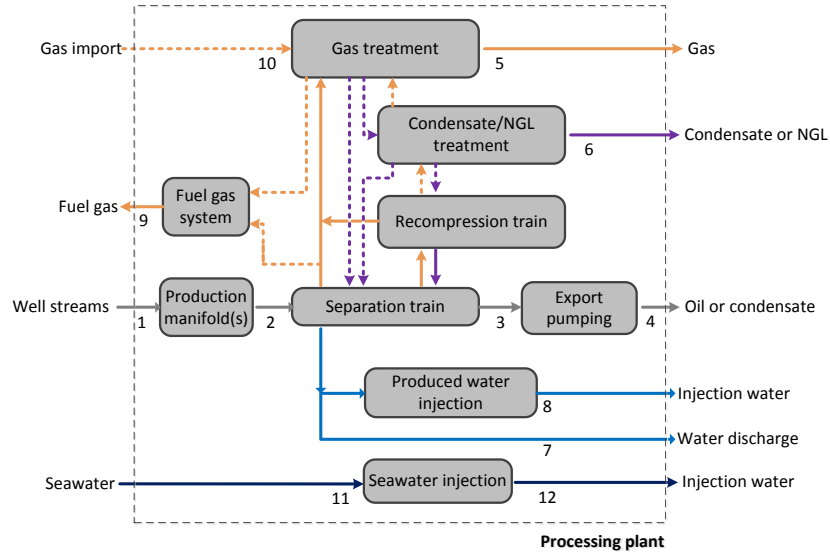 Gas import
10
Gas treatment
5
Gas
Condensate/NGL
treatment
6
Condensate or NGL
Fuel gas
9
Fuel gas
system
Recompression train
Well streams
1
Production
manifold(s)
2
Separation train
3
Export
pumping
4
Oil or condensate
Produced water
injection
8
Injection water
7
Water discharge
Seawater
11
Seawater injection
12
Injection water
Processing plant